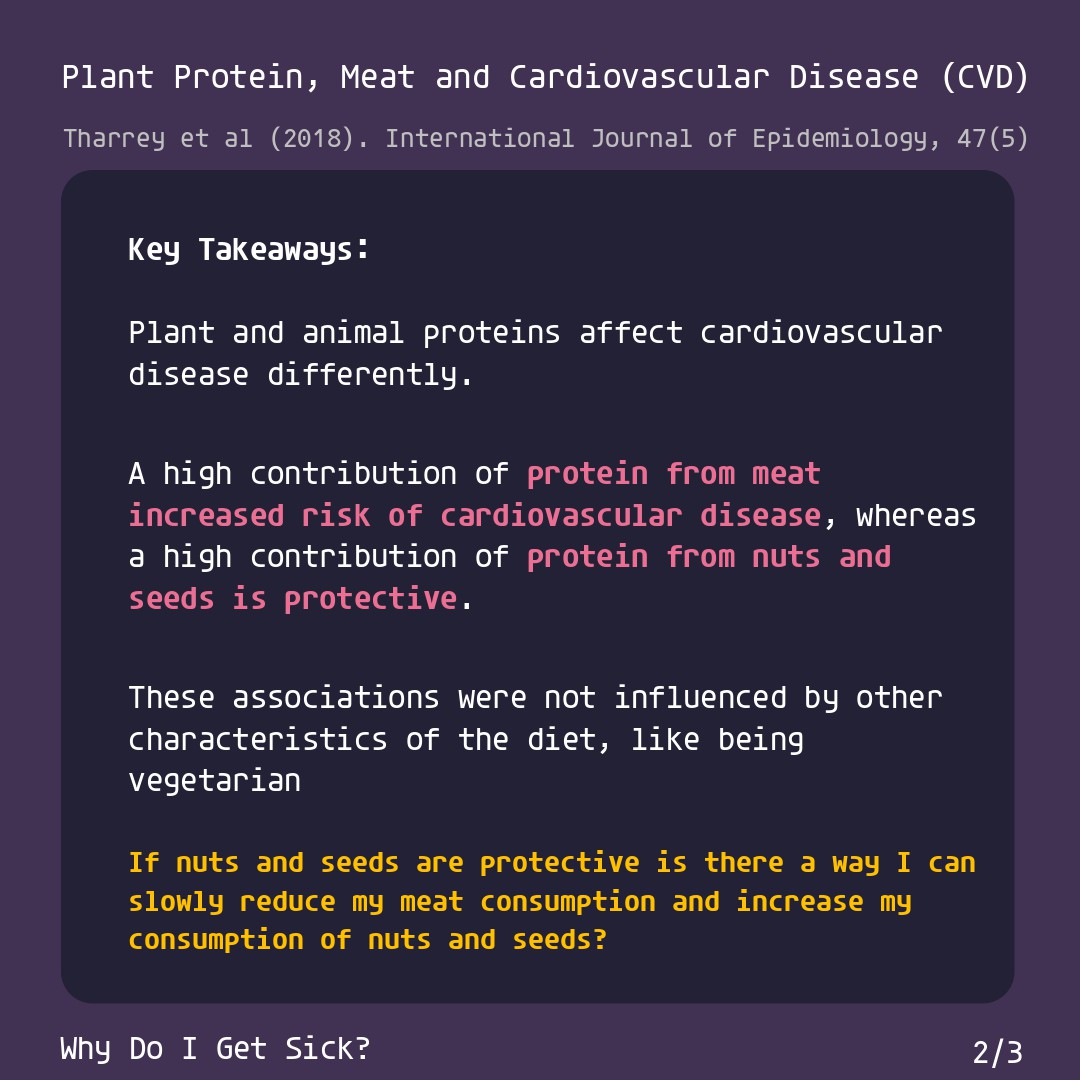 Plant Protein, Meat and Cardiovascular Disease (CVD)
Tharrey et al (2018). International Journal of Epidemiology, 47(5)
Key Takeaways:
Plant and animal proteins affect cardiovascular
disease differently.
A high contribution of protein from meat
increased risk of cardiovascular disease, whereas
a high contribution of protein from nuts and
seeds is protective.
These associations were not influenced by other
characteristics of the diet, like being
vegetarian
If nuts and seeds are protective is there a way I can
slowly reduce my meat consumption and increase my
consumption of nuts and seeds?
Why Do I Get Sick?
2/3